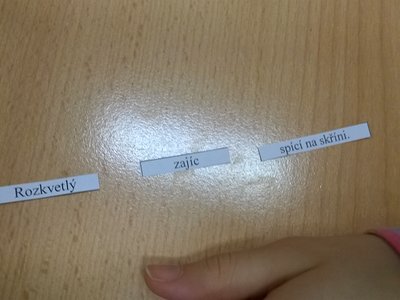 Rozkvetlý zajíc spící na skříni.